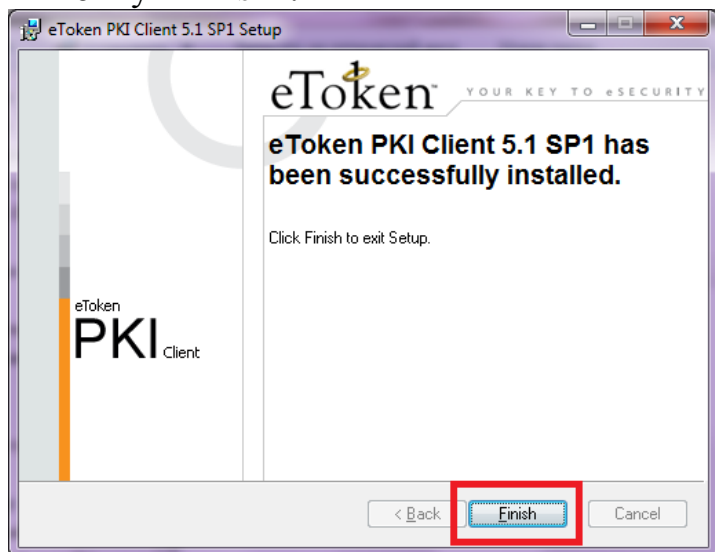 eToken PKI Client 5.1 SP1 Setup
eToken™ YOUR KEY TO eSECURITY
eToken PKI Client 5.1 SP1 has
been successfully installed.
Click Finish to exit Setup.
eToken
PKI Client
< Back Finish Cancel